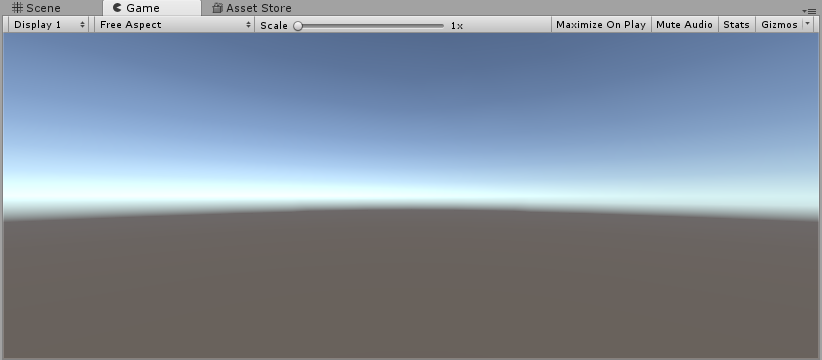 Scene Game Asset Store
Display 1 Free Aspect Scale 1x Maximize On Play Mute Audio Stats Gizmos